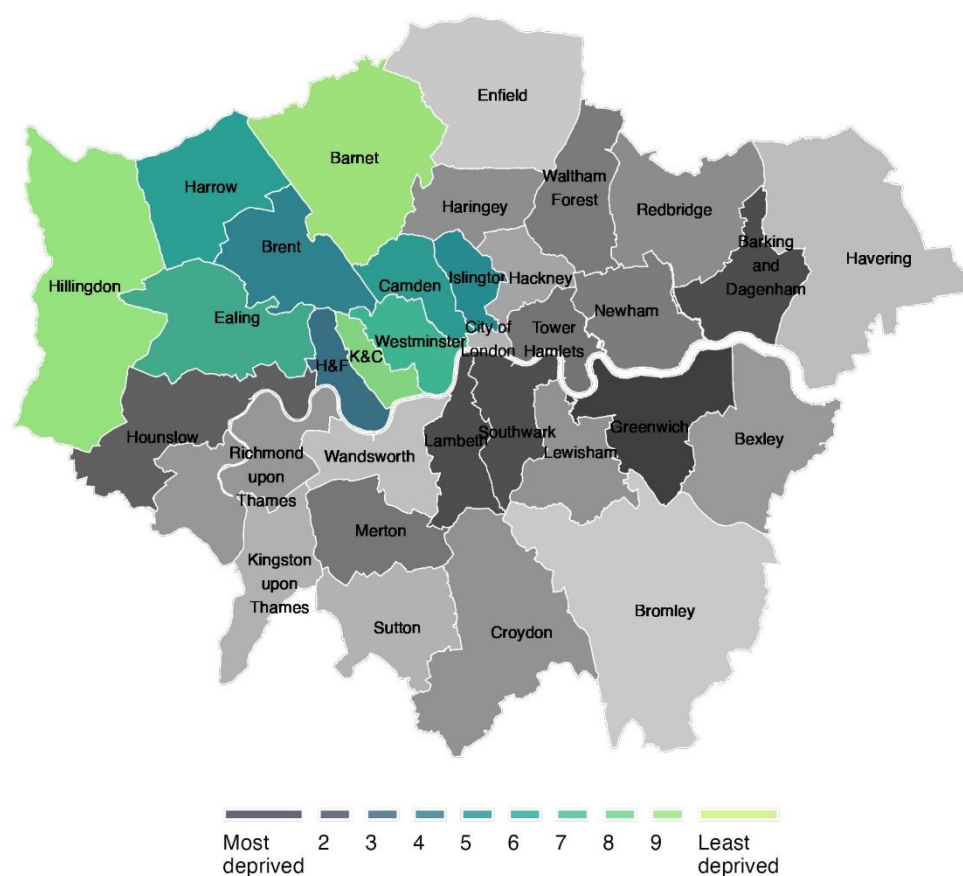 Enfield
Barnet
Harrow
Waltham
Forest
Haringey
Redbridge
Brent
Barking
and
Dagenham
Havering
Hillingdon
Camden
Islington
Hackney
Ealing
Newham
City of
London
Tower
Hamlets
Westminster
K&C
H&F
Hounslow
Richmond
upon
Thames
Wandsworth
Lambeth
Southwark
Lewisham
Greenwich
Bexley
Merton
Kingston
upon
Thames
Sutton
Croydon
Bromley
Most
deprived
2 3 4 5 6 7 8 9
Least
deprived